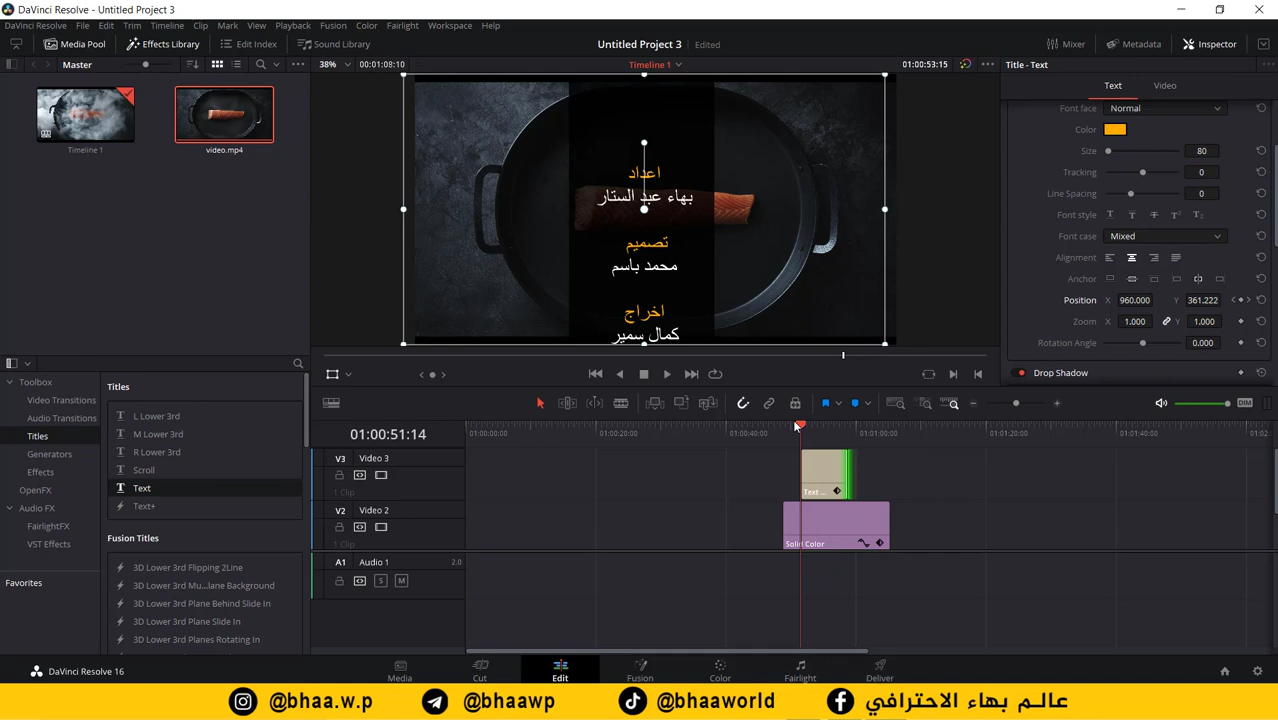 DaVinci Resolve - Untitled Project 3
DaVinci Resolve File Edit Trim Timeline Clip Mark View Playback Fusion Color Fairlight Workspace Help
Media Pool Effects Library Edit Index Sound Library Untitled Project 3 Edited Mixer Metadata Inspector
Master 38% 00:01:08:10 Timeline 1 01:00:53:15 Title - Text
Text Video
Timeline 1 video.mp4
Font face Normal
Color
Size 80
Tracking 0
Line Spacing 0
Font style
Font case Mixed
Alignment
Anchor
Position X 960.000 Y 361.222
Zoom X 1.000 Y 1.000
Rotation Angle 0.000
Drop Shadow
اعداد
بهاء عبد الستار
تصميم
محمد باسم
اخراج
كمال سمير
Toolbox
Video Transitions
Audio Transitions
Titles
Generators
Effects
OpenFX
Audio FX
FairlightFX
VST Effects
Favorites
Titles
L Lower 3rd
M Lower 3rd
R Lower 3rd
Scroll
Text
Text+
Fusion Titles
3D Lower 3rd Flipping 2Line
3D Lower 3rd Mu...lane Background
3D Lower 3rd Plane Behind Slide In
3D Lower 3rd Plane Slide In
3D Lower 3rd Planes Rotating In
DIM
01:00:51:14 01:00:00:00 01:00:20:00 01:00:40:00 01:01:00:00 01:01:20:00 01:01:40:00 01:02:
V3 Video 3
1 Clip
Text ...
V2 Video 2
1 Clip
Solid Color
A1 Audio 1 2.0
S M
DaVinci Resolve 16 Media Cut Edit Fusion Color Fairlight Deliver
@bhaa.w.p @bhaawp @bhaaworld عالم بهاء الاحترافي